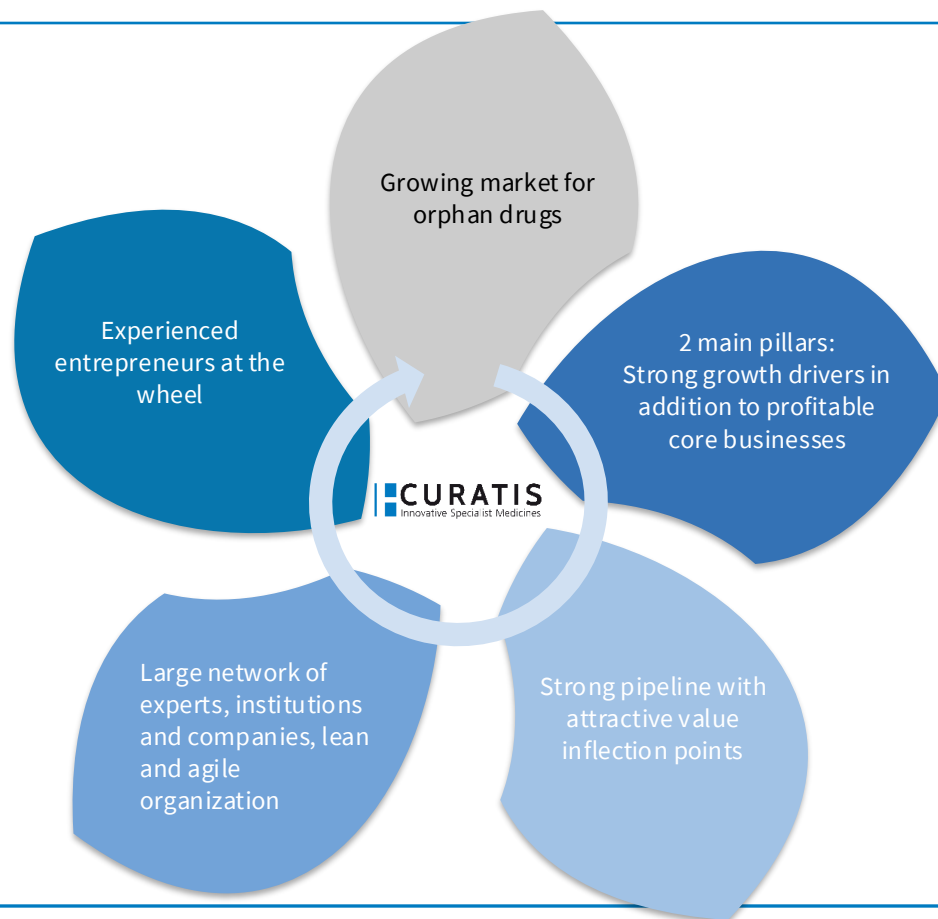 Growing market for
orphan drugs
2 main pillars:
Strong growth drivers in
addition to profitable
core businesses
Strong pipeline with
attractive value
inflection points
Large network of
experts, institutions
and companies, lean
and agile
organization
Experienced
entrepreneurs at the
wheel
CURATIS
Innovative Specialist Medicines